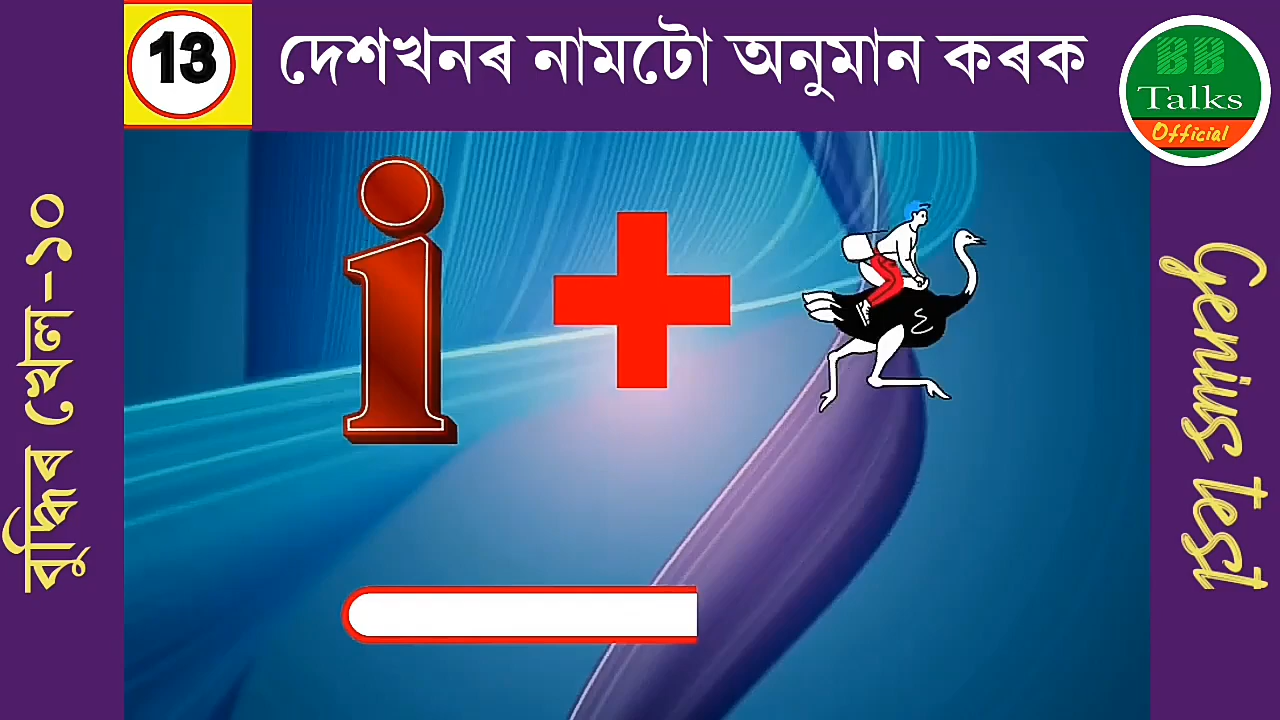 13
দেশখনৰ নামটো অনুমান কৰক
BB
Talks
Official
বুদ্ধিৰ খেল-১০
i
Genius Test